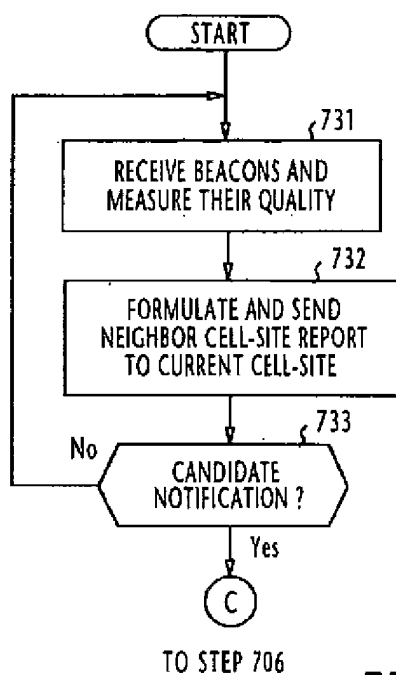 START
731
RECEIVE BEACONS AND
MEASURE THEIR QUALITY
732
FORMULATE AND SEND
NEIGHBOR CELL-SITE REPORT
TO CURRENT CELL-SITE
733
No
CANDIDATE
NOTIFICATION ?
Yes
C
TO STEP 706